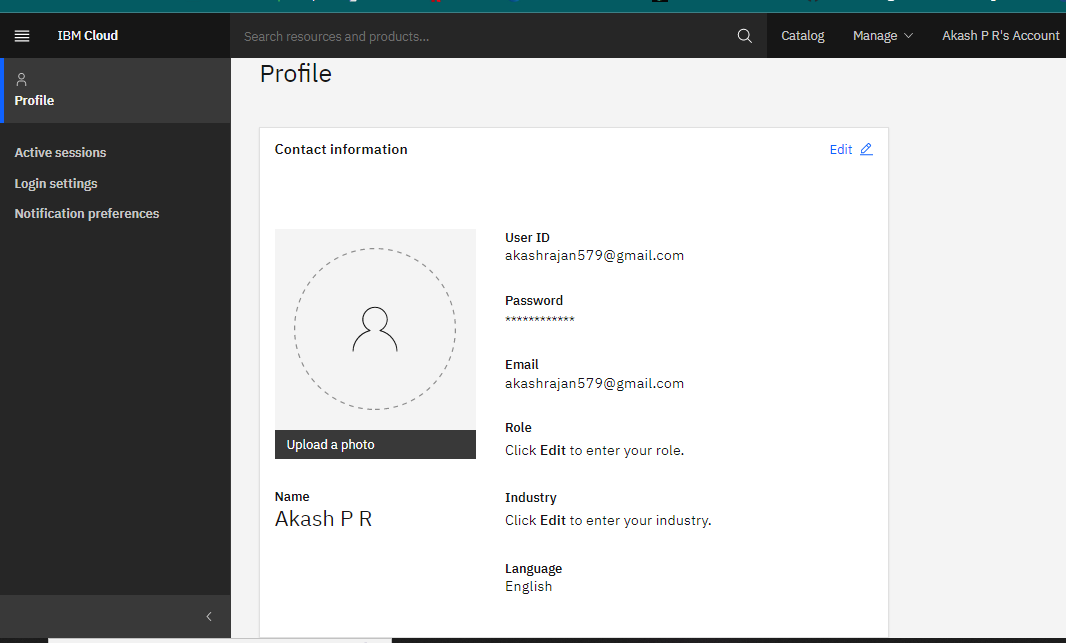 IBM Cloud
Search resources and products...
Catalog
Manage
Akash P R's Account
Profile
Active sessions
Login settings
Notification preferences
Profile
Contact information
Edit
Upload a photo
Name
Akash P R
User ID
akashrajan579@gmail.com
Password
************
Email
akashrajan579@gmail.com
Role
Click Edit to enter your role.
Industry
Click Edit to enter your industry.
Language
English